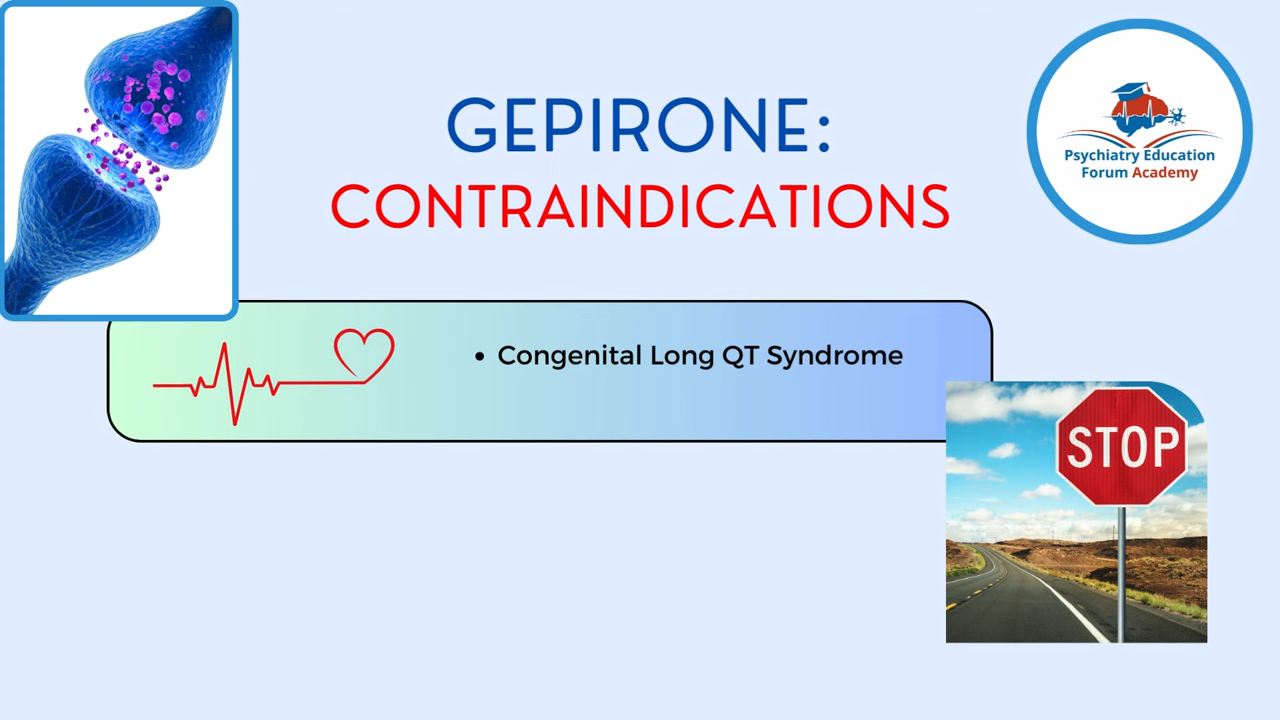 GEPIRONE:
CONTRAINDICATIONS
Psychiatry Education
Forum Academy
• Congenital Long QT Syndrome
STOP